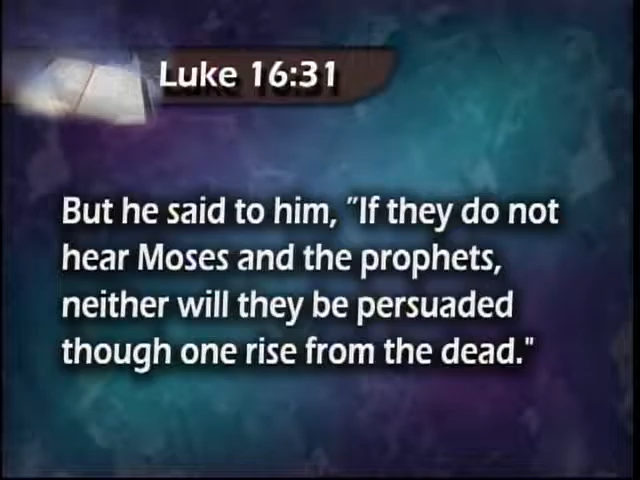 Luke 16:31
But he said to him, "If they do not
hear Moses and the prophets,
neither will they be persuaded
though one rise from the dead."